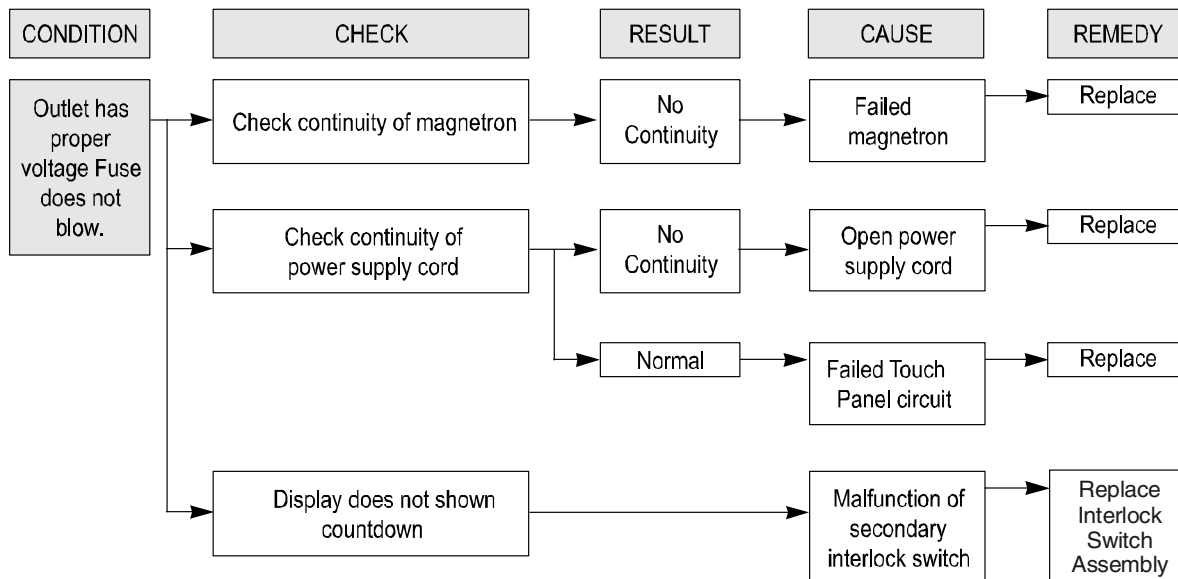 CONDITION
CHECK
RESULT
CAUSE
REMEDY
Outlet has
proper
voltage Fuse
does not
blow.
Check continuity of magnetron
No
Continuity
Failed
magnetron
Replace
Check continuity of
power supply cord
No
Continuity
Open power
supply cord
Replace
Normal
Failed Touch
Panel circuit
Replace
Display does not shown
countdown
Malfunction of
secondary
interlock switch
Replace
Interlock
Switch
Assembly